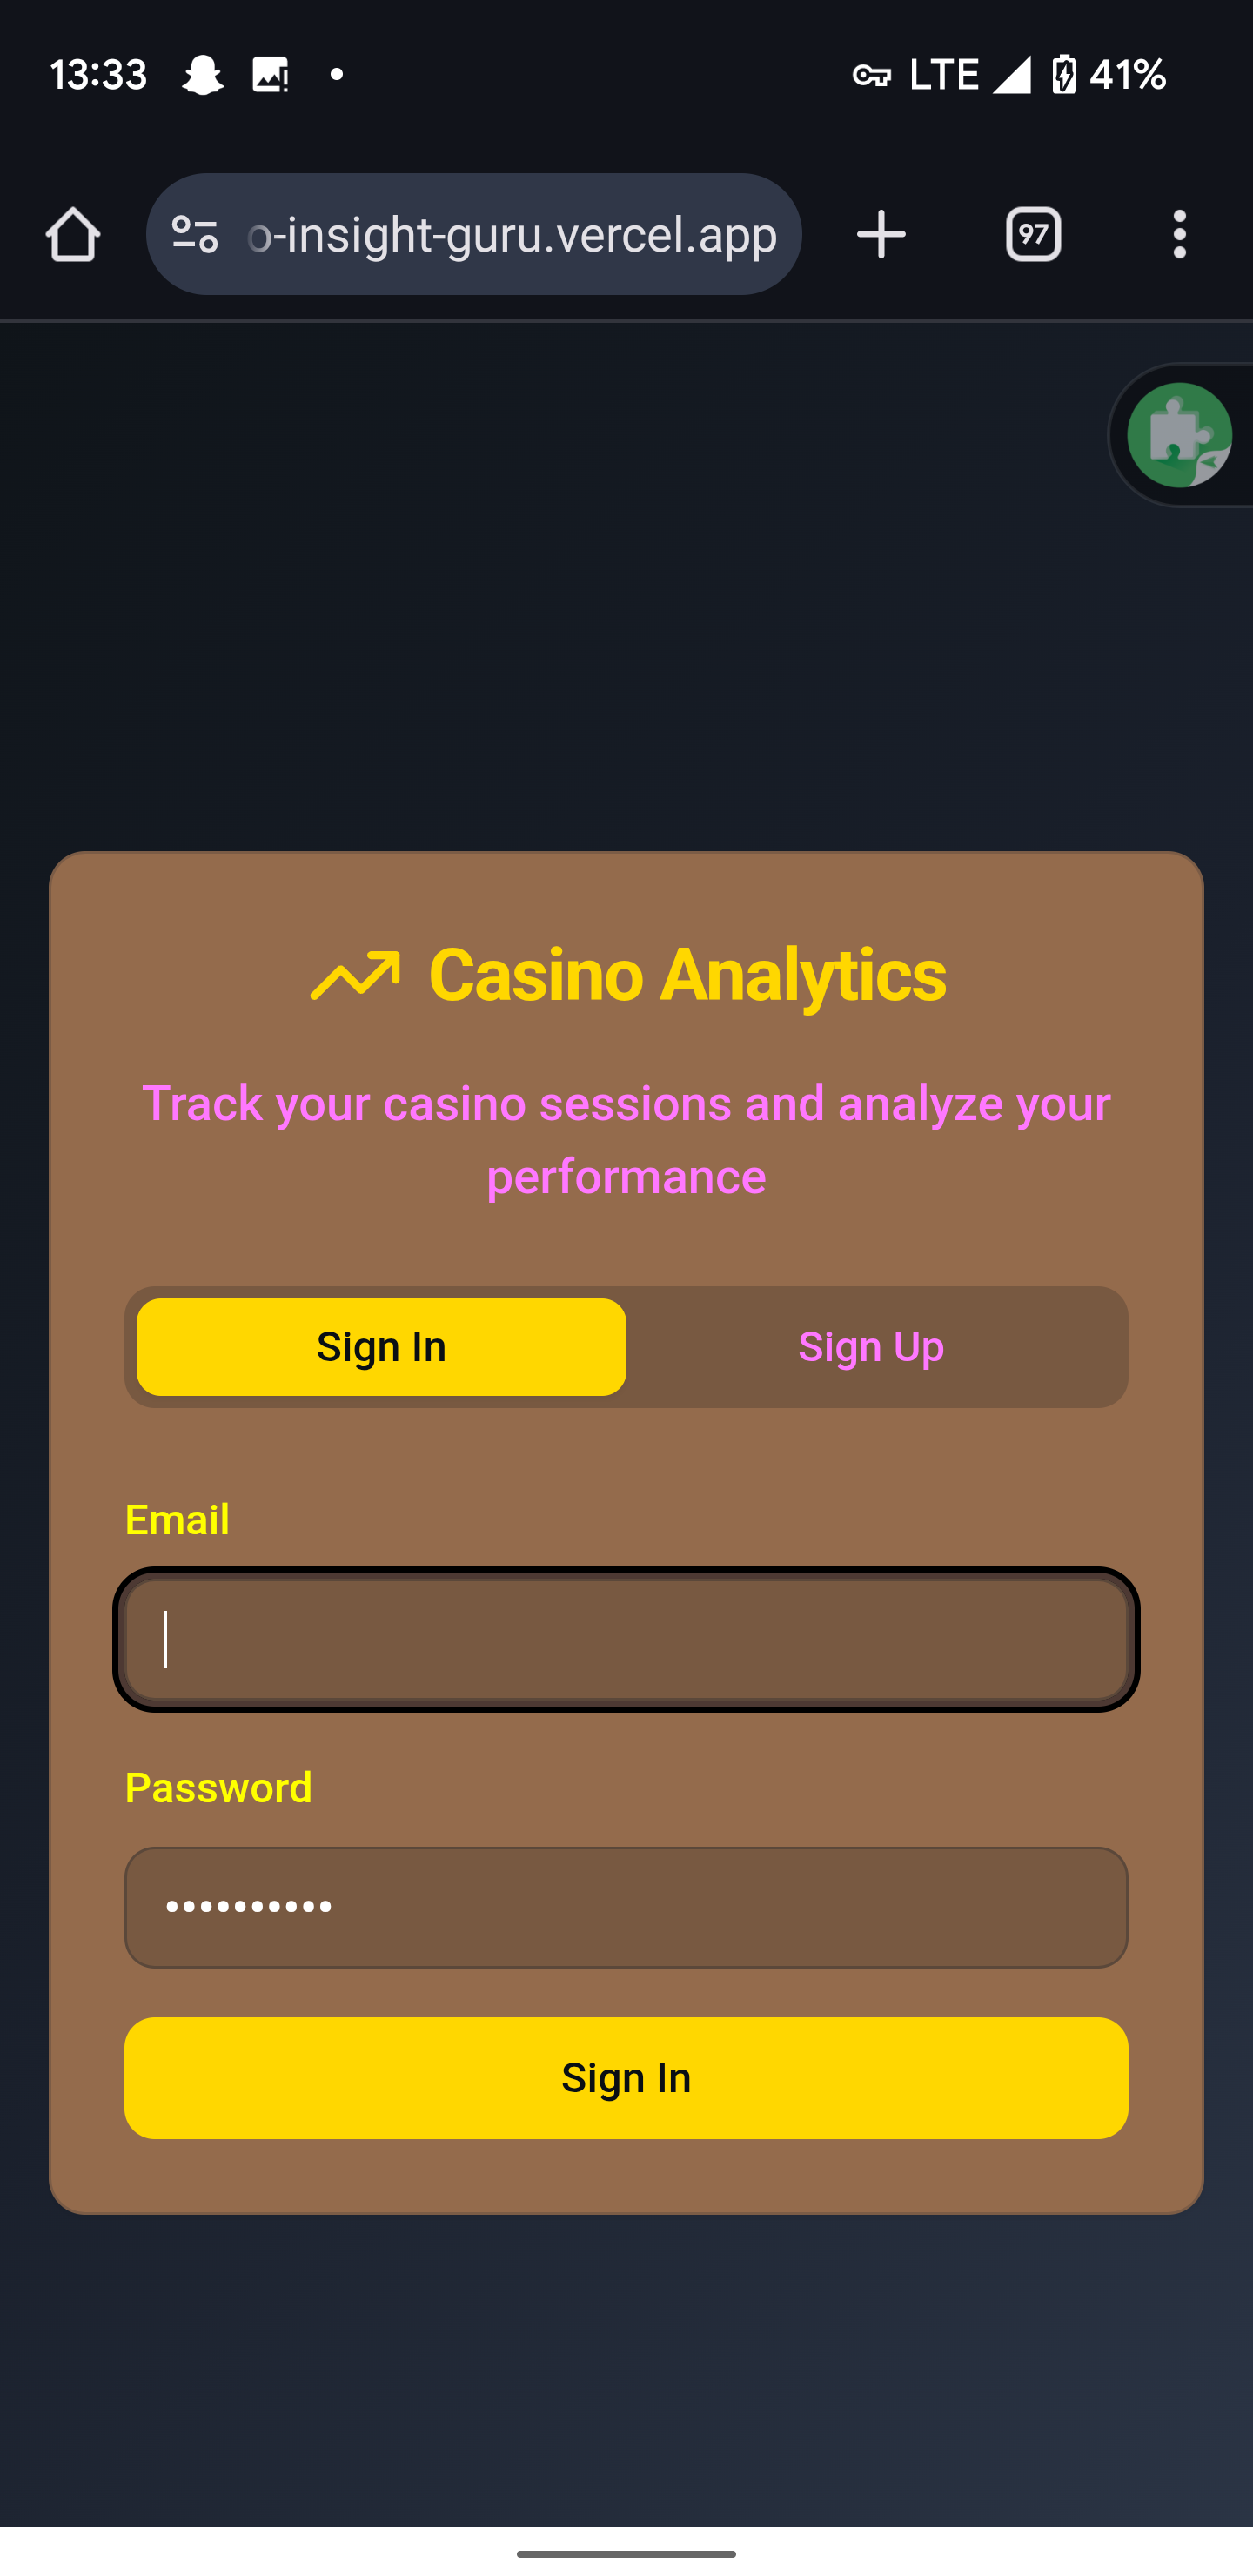 13:33 LTE 41%
o-insight-guru.vercel.app 97
Casino Analytics
Track your casino sessions and analyze your
performance
Sign In Sign Up
Email
Password
••••••••••
Sign In